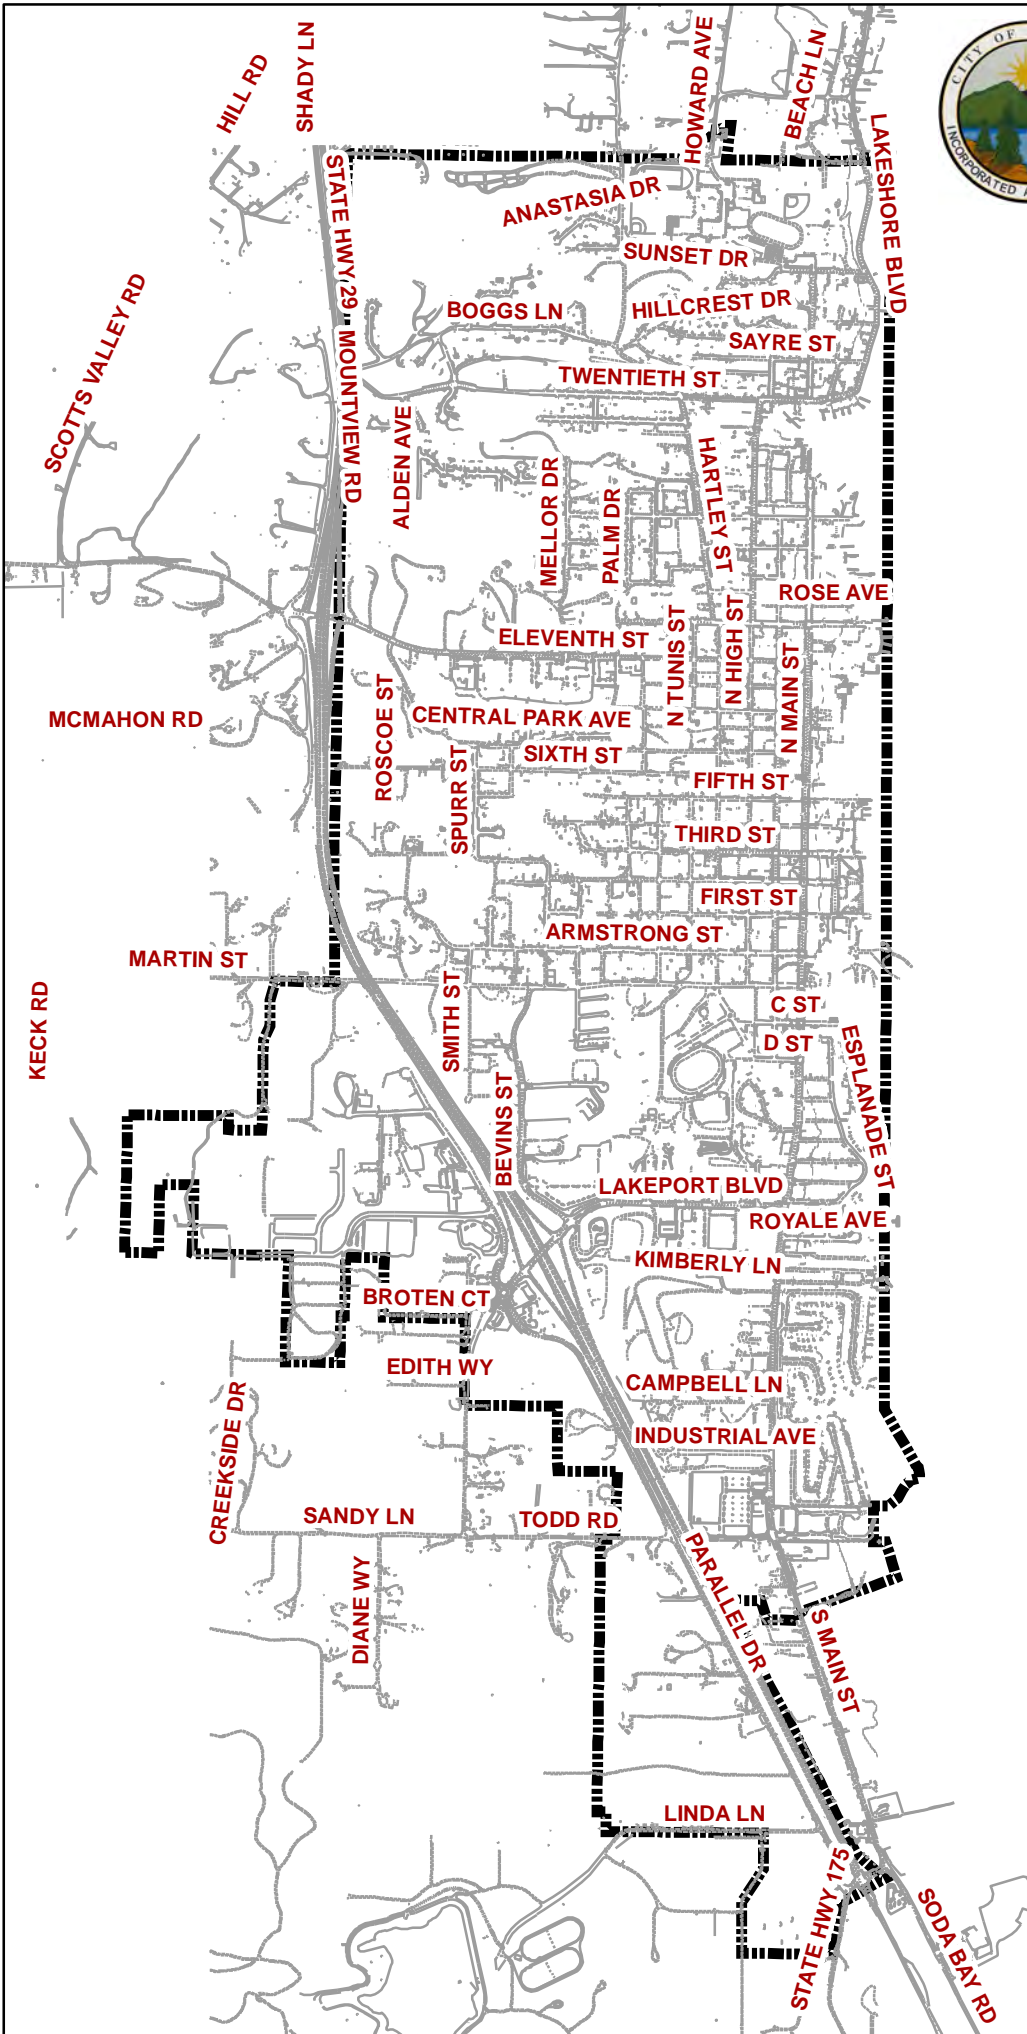 HILL RD
SHADY LN
HOWARD AVE
BEACH LN
CITY OF
INCORPORATED
LAKESHORE BLVD
STATE HWY 29
ANASTASIA DR
SUNSET DR
SCOTTS VALLEY RD
BOGGS LN
HILLCREST DR
SAYRE ST
MOUNTVIEW RD
TWENTIETH ST
ALDEN AVE
HARTLEY ST
MELLOR DR
PALM DR
ROSE AVE
ELEVENTH ST
N TUNIS ST
N HIGH ST
N MAIN ST
MCMAHON RD
ROSCOE ST
CENTRAL PARK AVE
SIXTH ST
SPURR ST
FIFTH ST
THIRD ST
FIRST ST
ARMSTRONG ST
MARTIN ST
KECK RD
SMITH ST
C ST
D ST
ESPLANADE ST
BEVINS ST
LAKEPORT BLVD
ROYALE AVE
KIMBERLY LN
BROTEN CT
EDITH WY
CAMPBELL LN
CREEKSIDE DR
INDUSTRIAL AVE
SANDY LN
TODD RD
DIANE WY
PARALLEL DR
S MAIN ST
LINDA LN
STATE HWY 175
SODA BAY RD